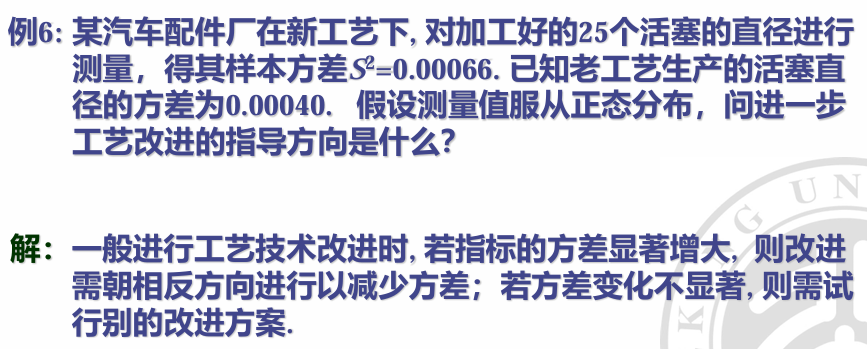 例6: 某汽车配件厂在新工艺下, 对加工好的25个活塞的直径进行
测量，得其样本方差S²=0.00066. 已知老工艺生产的活塞直
径的方差为0.00040. 假设测量值服从正态分布，问进一步
工艺改进的指导方向是什么？
解：一般进行工艺技术改进时, 若指标的方差显著增大, 则改进
需朝相反方向进行以减少方差；若方差变化不显著, 则需试
行别的改进方案.
G UN
K